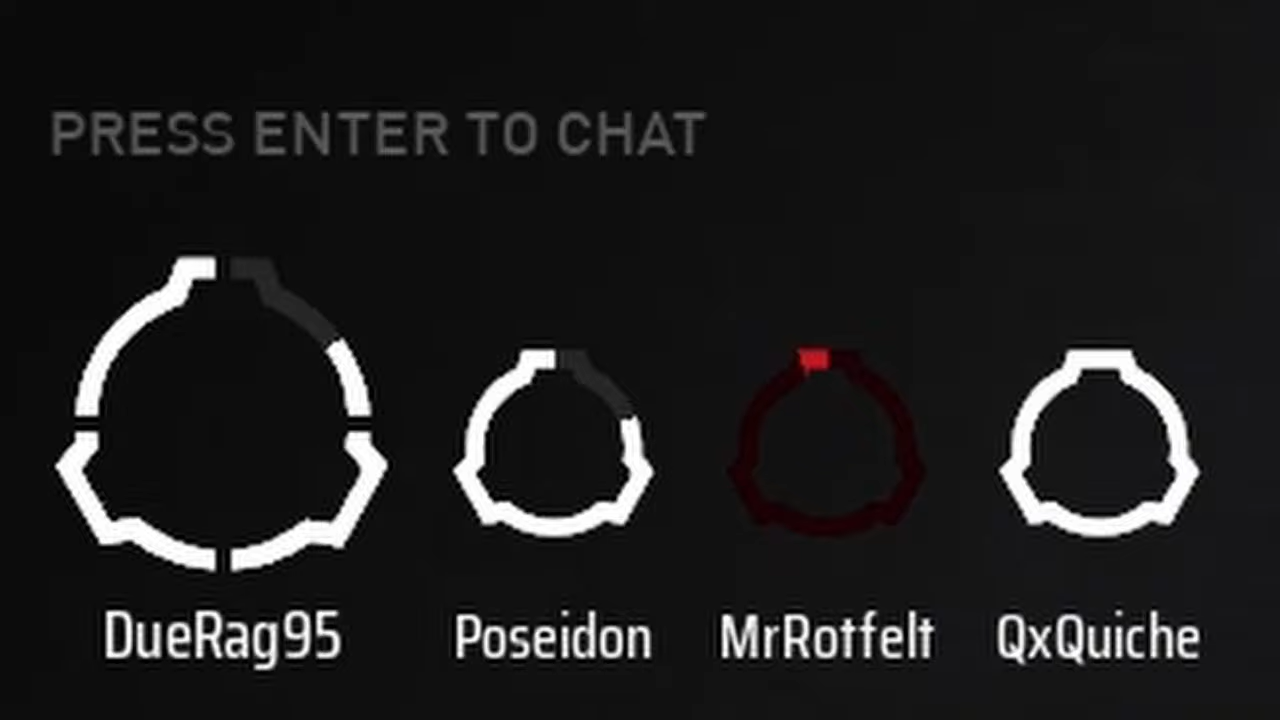 PRESS ENTER TO CHAT
DueRag95 Poseidon MrRotfelt QxQuiche